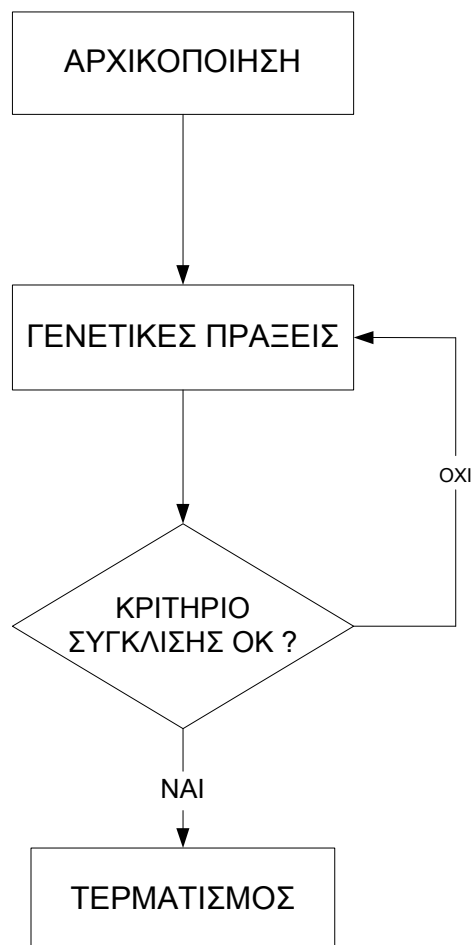 ΑΡΧΙΚΟΠΟΙΗΣΗ
ΓΕΝΕΤΙΚΕΣ ΠΡΑΞΕΙΣ
ΟΧΙ
ΚΡΙΤΗΡΙΟ
ΣΥΓΚΛΙΣΗΣ ΟΚ ?
ΝΑΙ
ΤΕΡΜΑΤΙΣΜΟΣ